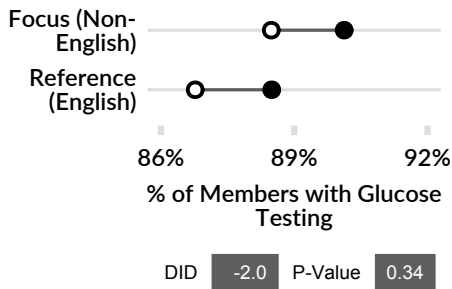 Focus (Non-
English)
Reference
(English)
86% 89% 92%
% of Members with Glucose
Testing
DID -2.0 P-Value 0.34